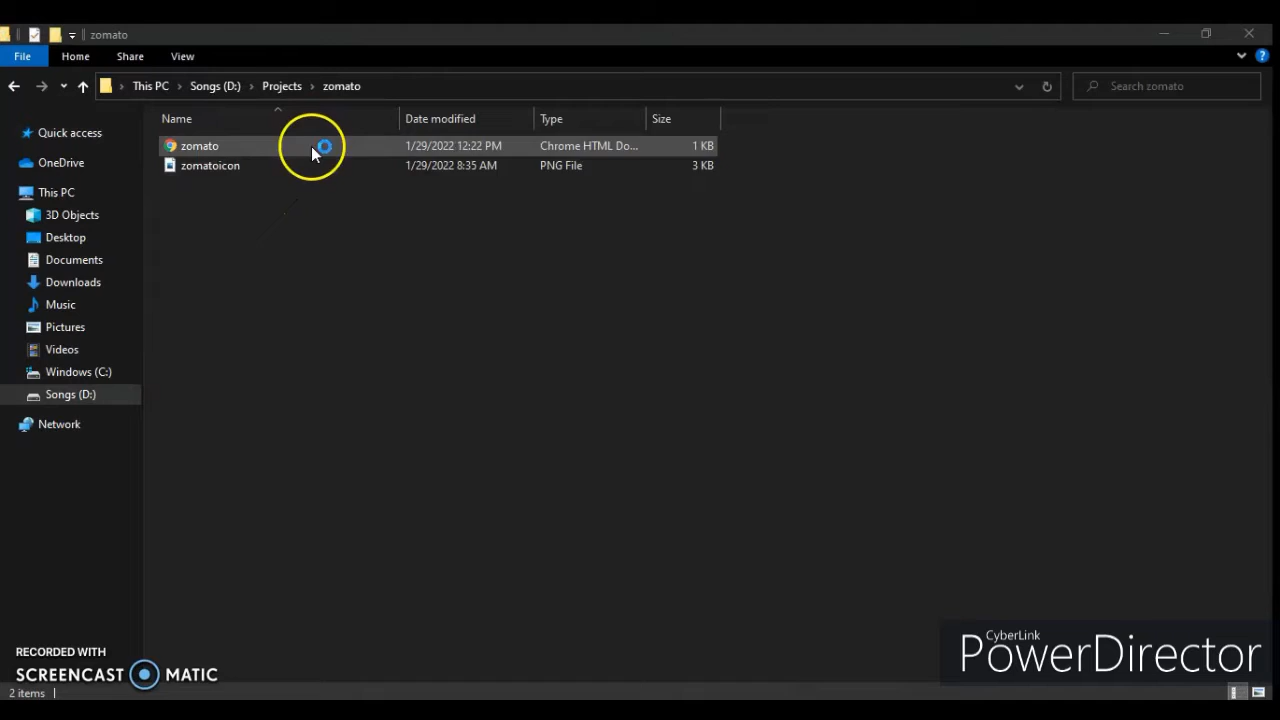 zomato
File Home Share View
This PC Songs (D:) Projects zomato Search zomato
Name Date modified Type Size
zomato 1/29/2022 12:22 PM Chrome HTML Do... 1 KB
zomatoicon 1/29/2022 8:35 AM PNG File 3 KB
Quick access
OneDrive
This PC
3D Objects
Desktop
Documents
Downloads
Music
Pictures
Videos
Windows (C:)
Songs (D:)
Network
RECORDED WITH
SCREENCAST MATIC
CyberLink
PowerDirector
2 items